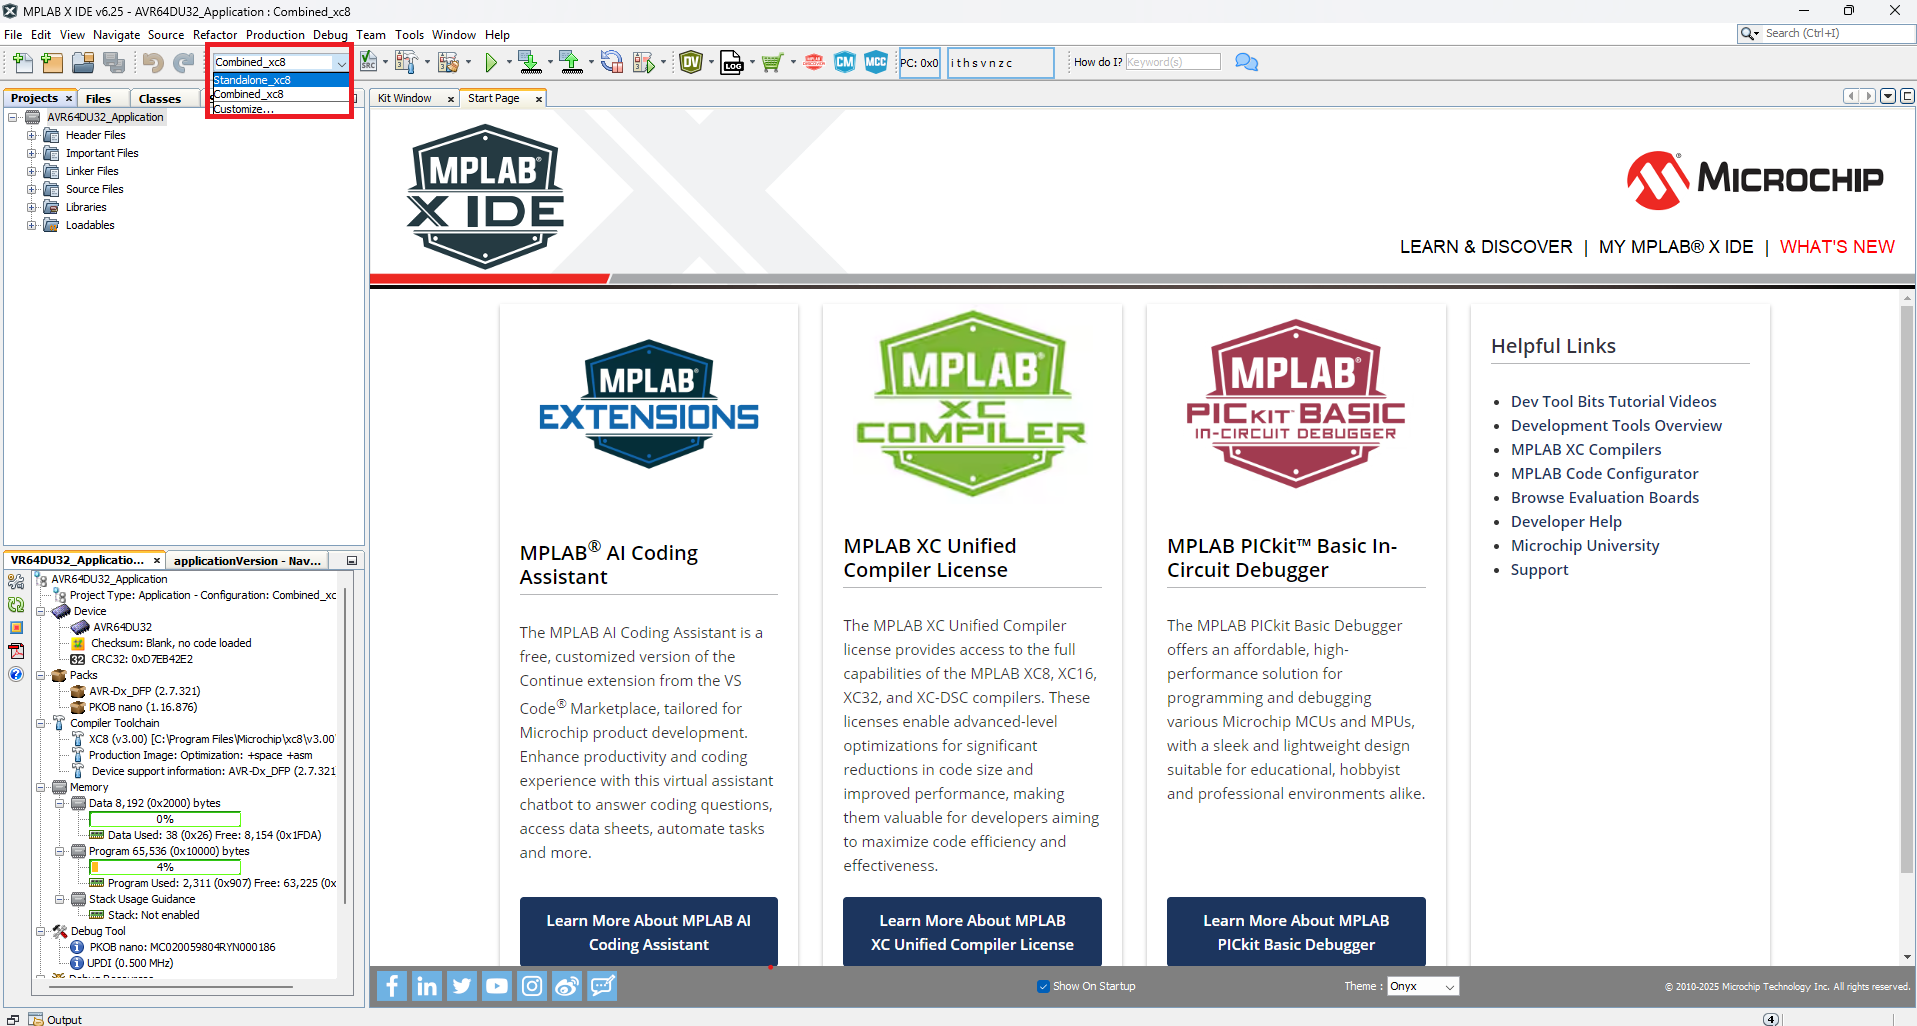 MPLAB X IDE v6.25 - AVR64DU32_Application : Combined_xc8
File Edit View Navigate Source Refactor Production Debug Team Tools Window Help
Search (Ctrl+I)
Combined_xc8
Standalone_xc8
Combined_xc8
Customize...
PC: 0x0
i t h s v n z c
How do I?
Keyword(s)
Projects
Files
Classes
AVR64DU32_Application
Header Files
Important Files
Linker Files
Source Files
Libraries
Loadables
Kit Window
Start Page
MPLAB®
X IDE
MICROCHIP
LEARN & DISCOVER | MY MPLAB® X IDE | WHAT'S NEW
MPLAB®
EXTENSIONS
MPLAB® AI Coding
Assistant
The MPLAB AI Coding Assistant is a
free, customized version of the
Continue extension from the VS
Code® Marketplace, tailored for
Microchip product development.
Enhance productivity and coding
experience with this virtual assistant
chatbot to answer coding questions,
access data sheets, automate tasks
and more.
Learn More About MPLAB AI
Coding Assistant
MPLAB®
XC
COMPILER
MPLAB XC Unified
Compiler License
The MPLAB XC Unified Compiler
license provides access to the full
capabilities of the MPLAB XC8, XC16,
XC32, and XC-DSC compilers. These
licenses enable advanced-level
optimizations for significant
reductions in code size and
improved performance, making
them valuable for developers aiming
to maximize code efficiency and
effectiveness.
Learn More About MPLAB
XC Unified Compiler License
MPLAB®
PICKIT™ BASIC
IN-CIRCUIT DEBUGGER
MPLAB PICkit™ Basic In-
Circuit Debugger
The MPLAB PICkit Basic Debugger
offers an affordable, high-
performance solution for
programming and debugging
various Microchip MCUs and MPUs,
with a sleek and lightweight design
suitable for educational, hobbyist
and professional environments alike.
Learn More About MPLAB
PICkit Basic Debugger
Helpful Links
Dev Tool Bits Tutorial Videos
Development Tools Overview
MPLAB XC Compilers
MPLAB Code Configurator
Browse Evaluation Boards
Developer Help
Microchip University
Support
VR64DU32_Applicatio...
applicationVersion - Nav...
AVR64DU32_Application
Project Type: Application - Configuration: Combined_xc
Device
AVR64DU32
Checksum: Blank, no code loaded
CRC32: 0xD7EB42E2
Packs
AVR-Dx_DFP (2.7.321)
PKOB nano (1.16.876)
Compiler Toolchain
XC8 (v3.00) [C:\Program Files\Microchip\xc8\v3.00
Production Image: Optimization: +space +asm
Device support information: AVR-Dx_DFP (2.7.321
Memory
Data 8,192 (0x2000) bytes
0%
Data Used: 38 (0x26) Free: 8,154 (0x1FDA)
Program 65,536 (0x10000) bytes
4%
Program Used: 2,311 (0x907) Free: 63,225 (0x
Stack Usage Guidance
Stack: Not enabled
Debug Tool
PKOB nano: MC020059804RYN000186
UPDI (0.500 MHz)
Show On Startup
Theme : Onyx
© 2010-2025 Microchip Technology Inc. All rights reserved.
Output
4